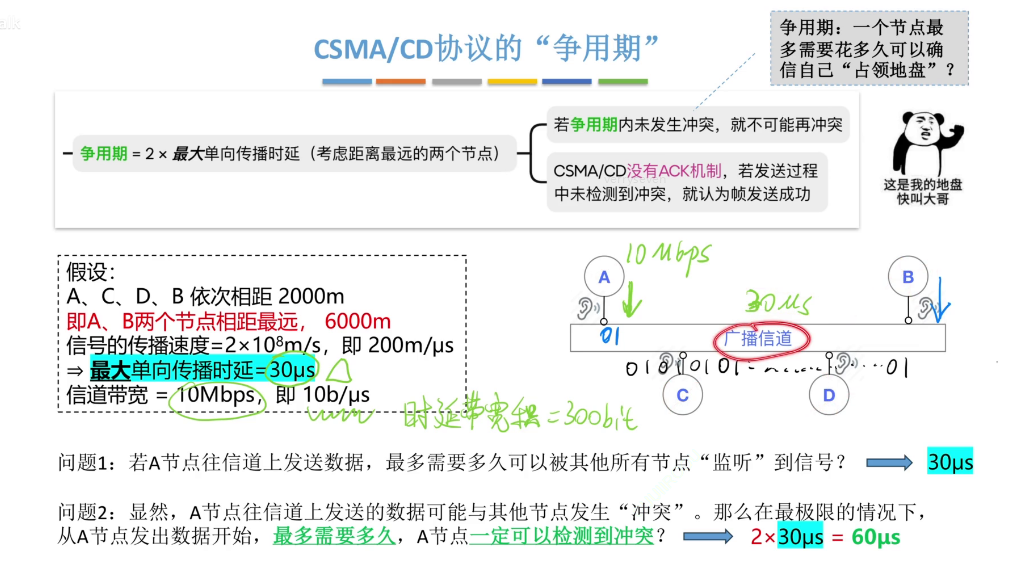 CSMA/CD协议的“争用期”
争用期：一个节点最
多需要花多久可以确
信自己“占领地盘”？
争用期 = 2 × 最大单向传播时延（考虑距离最远的两个节点）
若争用期内未发生冲突，就不可能再冲突
CSMA/CD没有ACK机制，若发送过程
中未检测到冲突，就认为帧发送成功
这是我的地盘
快叫大哥
假设：
A、C、D、B 依次相距 2000m
即A、B两个节点相距最远， 6000m
信号的传播速度=2×10⁸m/s，即 200m/μs
⇒ 最大单向传播时延=30μs
信道带宽 = 10Mbps，即 10b/μs
时延带宽积=300bit
10Mbps
A
B
30μs
01
广播信道
C
D
问题1：若A节点往信道上发送数据，最多需要多久可以被其他所有节点“监听”到信号？
30μs
问题2：显然，A节点往信道上发送的数据可能与其他节点发生“冲突”。那么在最极限的情况下，
从A节点发出数据开始，最多需要多久，A节点一定可以检测到冲突？
2×30μs = 60μs